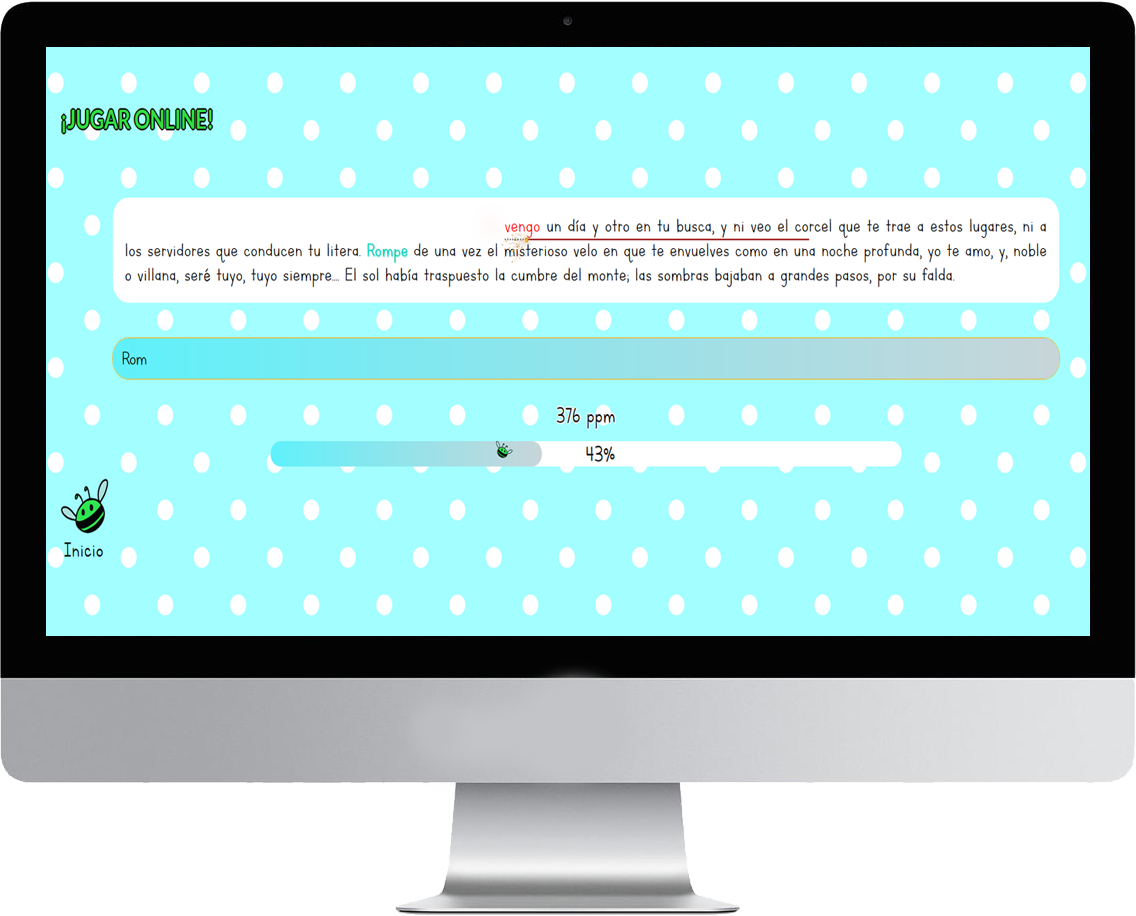 ¡JUGAR ONLINE!
vengo un día y otro en tu busca, y ni veo el corcel que te trae a estos lugares, ni a
los servidores que conducen tu litera. Rompe de una vez el misterioso velo en que te envuelves como en una noche profunda, yo te amo, y, noble
o villana, seré tuyo, tuyo siempre... El sol había traspuesto la cumbre del monte; las sombras bajaban a grandes pasos, por su falda.
Rom
376 ppm
43%
Inicio